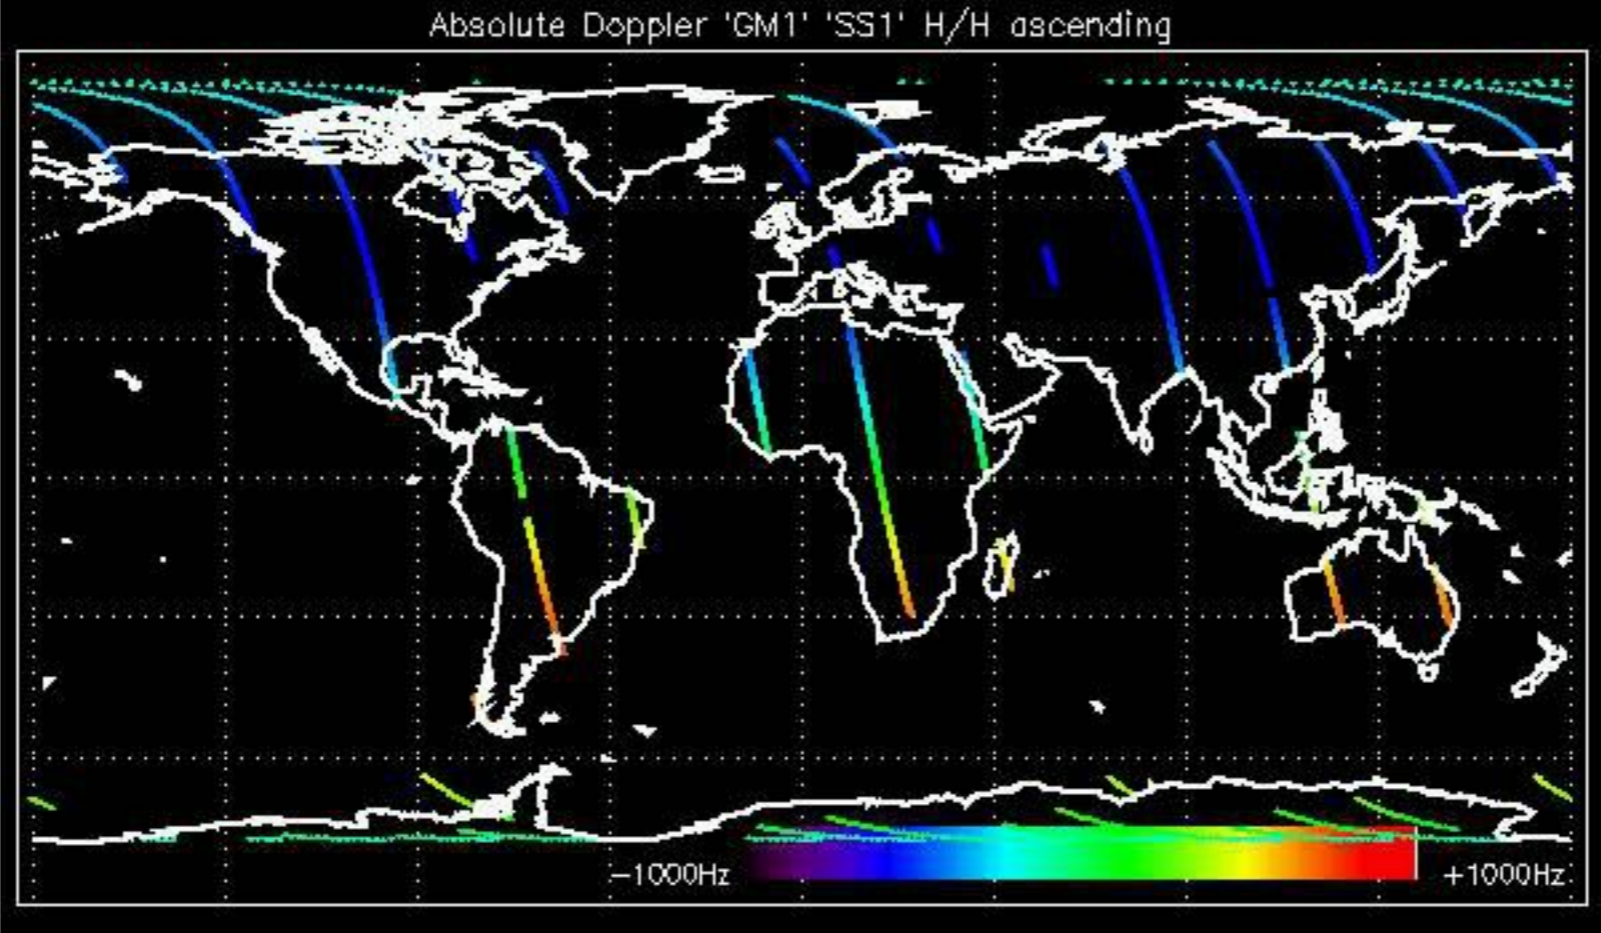 Absolute Doppler 'GM1' 'SS1' H/H ascending
−1000Hz +1000Hz